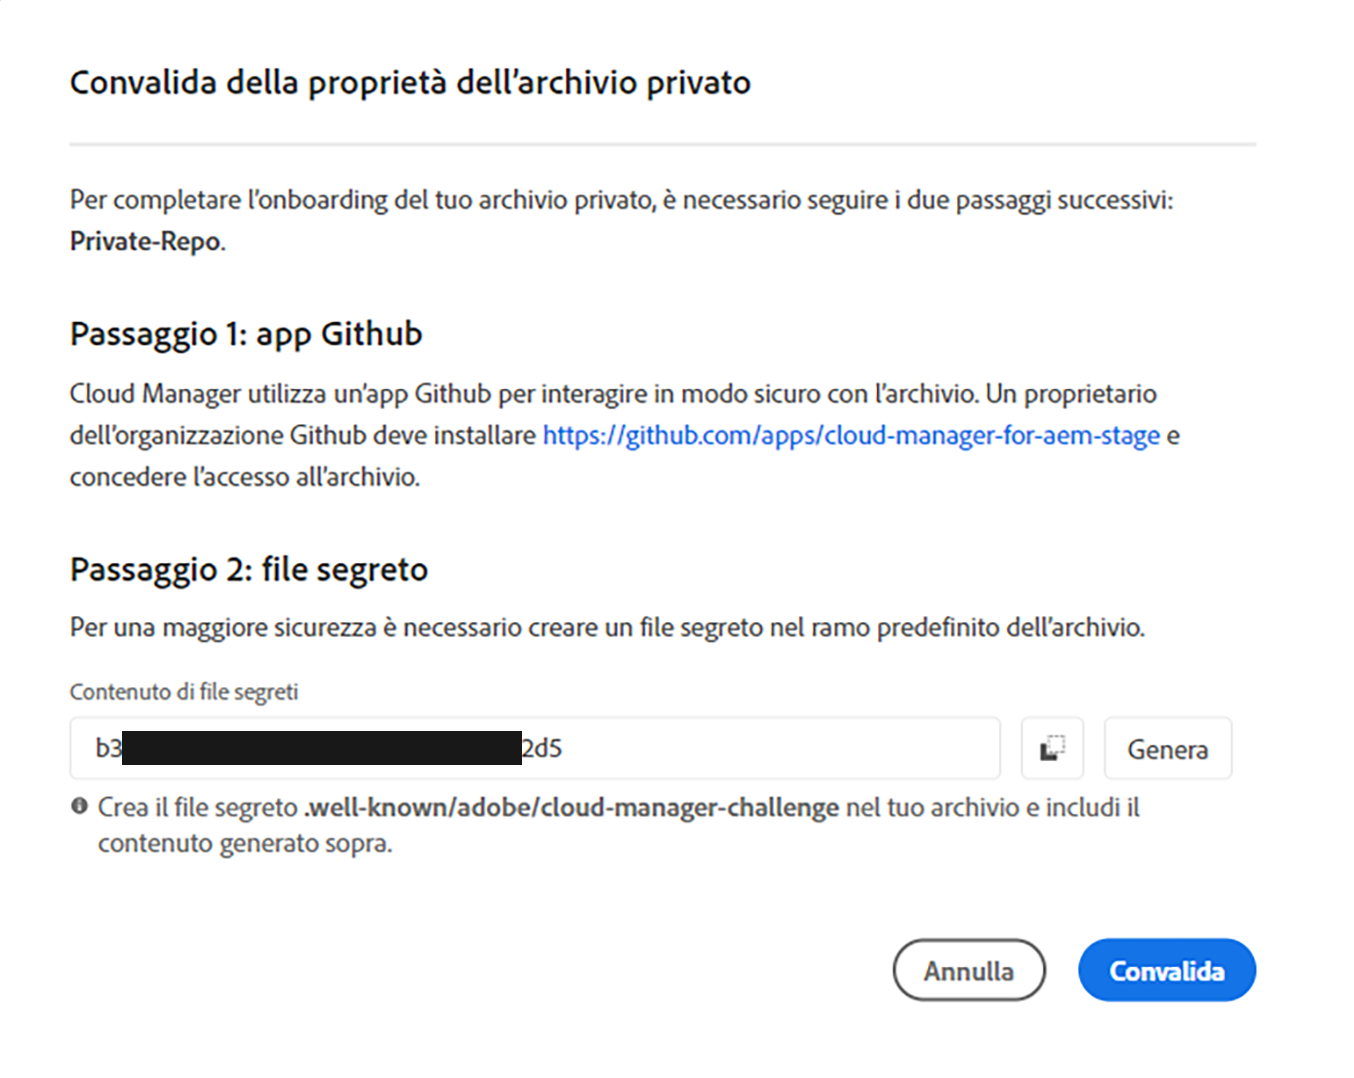 Convalida della proprietà dell’archivio privato
Per completare l’onboarding del tuo archivio privato, è necessario seguire i due passaggi successivi:
Private-Repo.
Passaggio 1: app Github
Cloud Manager utilizza un’app Github per interagire in modo sicuro con l’archivio. Un proprietario
dell’organizzazione Github deve installare https://github.com/apps/cloud-manager-for-aem-stage e
concedere l’accesso all’archivio.
Passaggio 2: file segreto
Per una maggiore sicurezza è necessario creare un file segreto nel ramo predefinito dell’archivio.
Contenuto di file segreti
b3 2d5
Genera
Crea il file segreto .well-known/adobe/cloud-manager-challenge nel tuo archivio e includi il
contenuto generato sopra.
Annulla
Convalida